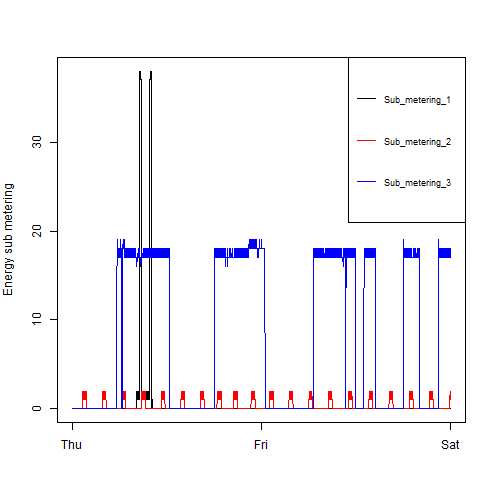 Sub_metering_1
Sub_metering_2
Sub_metering_3
Energy sub metering
30
20
10
0
Thu Fri Sat